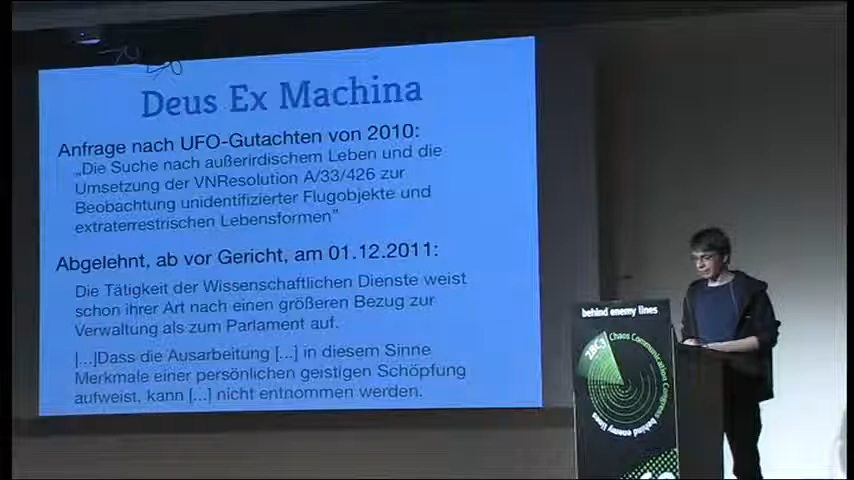 Deus Ex Machina
Anfrage nach UFO-Gutachten von 2010:
„Die Suche nach außerirdischem Leben und die
Umsetzung der VNResolution A/33/426 zur
Beobachtung unidentifizierter Flugobjekte und
extraterrestrischen Lebensformen”
Abgelehnt, ab vor Gericht, am 01.12.2011:
Die Tätigkeit der Wissenschaftlichen Dienste weist
schon ihrer Art nach einen größeren Bezug zur
Verwaltung als zum Parlament auf.
[...]Dass die Ausarbeitung [...] in diesem Sinne
Merkmale einer persönlichen geistigen Schöpfung
aufweist, kann [...] nicht entnommen werden.
behind enemy lines
28C3
Chaos Communication Congress
behind enemy lines